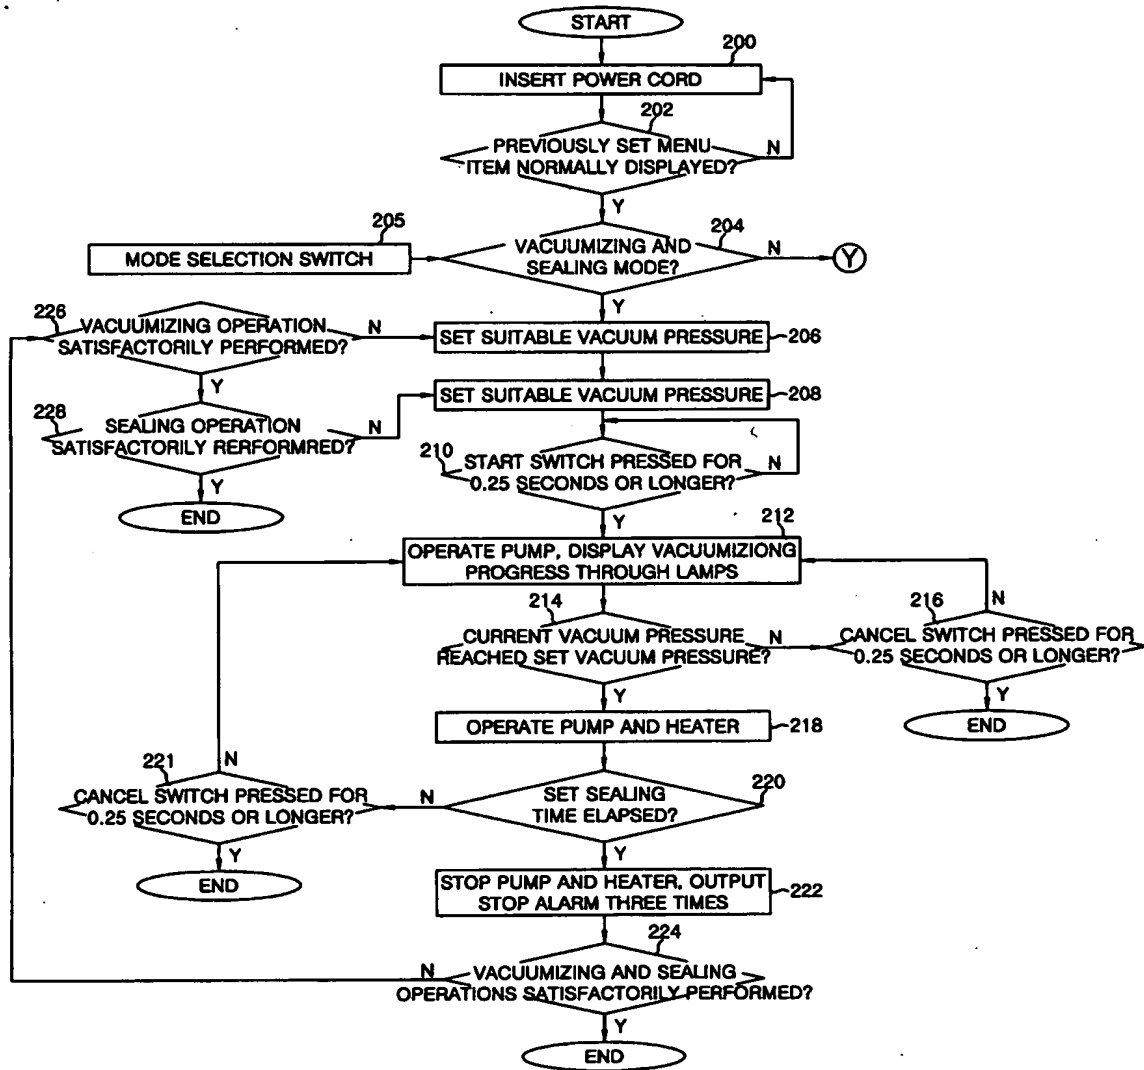 START
200
INSERT POWER CORD
202
PREVIOUSLY SET MENU
ITEM NORMALLY DISPLAYED?
N
Y
205
MODE SELECTION SWITCH
204
VACUUMIZING AND
SEALING MODE?
N
Y
Y
226
VACUUMIZING OPERATION
SATISFACTORILY PERFORMED?
N
SET SUITABLE VACUUM PRESSURE
206
Y
SET SUITABLE VACUUM PRESSURE
208
228
SEALING OPERATION
SATISFACTORILY RERFORMRED?
N
Y
END
210
START SWITCH PRESSED FOR
0.25 SECONDS OR LONGER?
N
Y
212
OPERATE PUMP, DISPLAY VACUUMIZIONG
PROGRESS THROUGH LAMPS
214
CURRENT VACUUM PRESSURE
REACHED SET VACUUM PRESSURE?
N
Y
N
216
CANCEL SWITCH PRESSED FOR
0.25 SECONDS OR LONGER?
Y
END
OPERATE PUMP AND HEATER
218
N
221
CANCEL SWITCH PRESSED FOR
0.25 SECONDS OR LONGER?
Y
END
N
SET SEALING
TIME ELAPSED?
220
Y
STOP PUMP AND HEATER, OUTPUT
STOP ALARM THREE TIMES
222
224
N
VACUUMIZING AND SEALING
OPERATIONS SATISFACTORILY PERFORMED?
Y
END